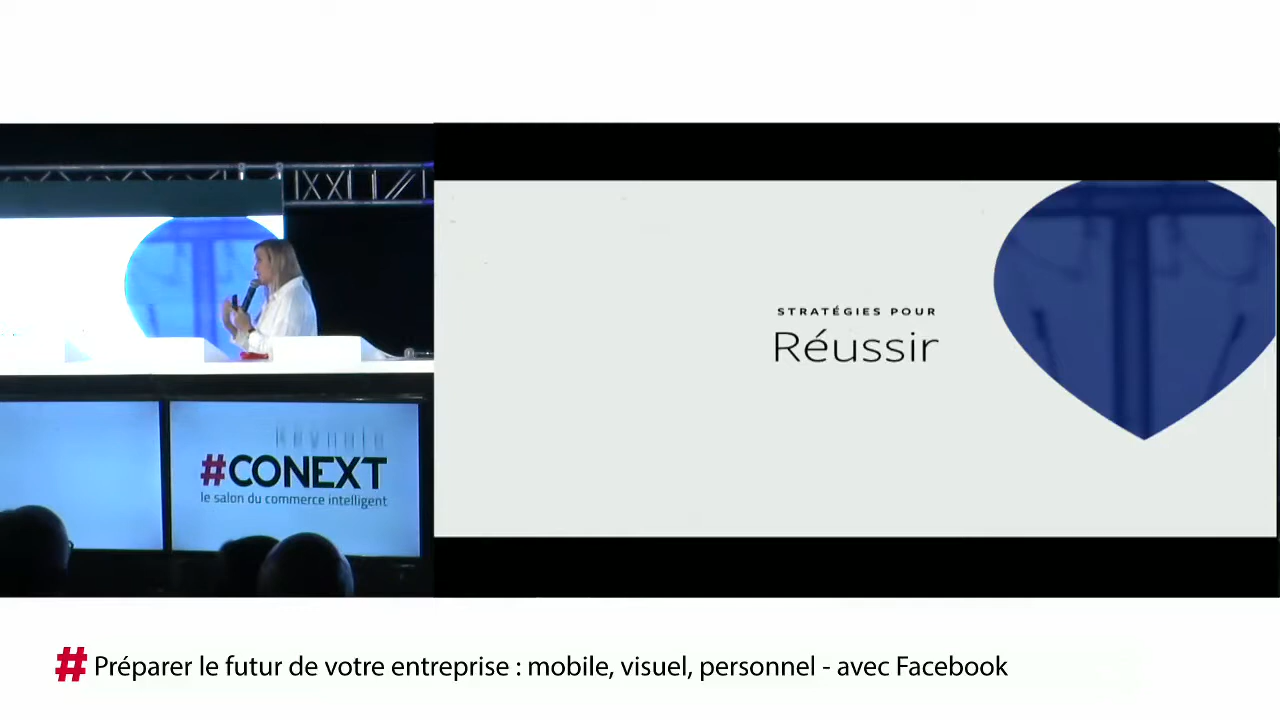 STRATÉGIES POUR
Réussir
#CONEXT
le salon du commerce intelligent
# Préparer le futur de votre entreprise : mobile, visuel, personnel - avec Facebook